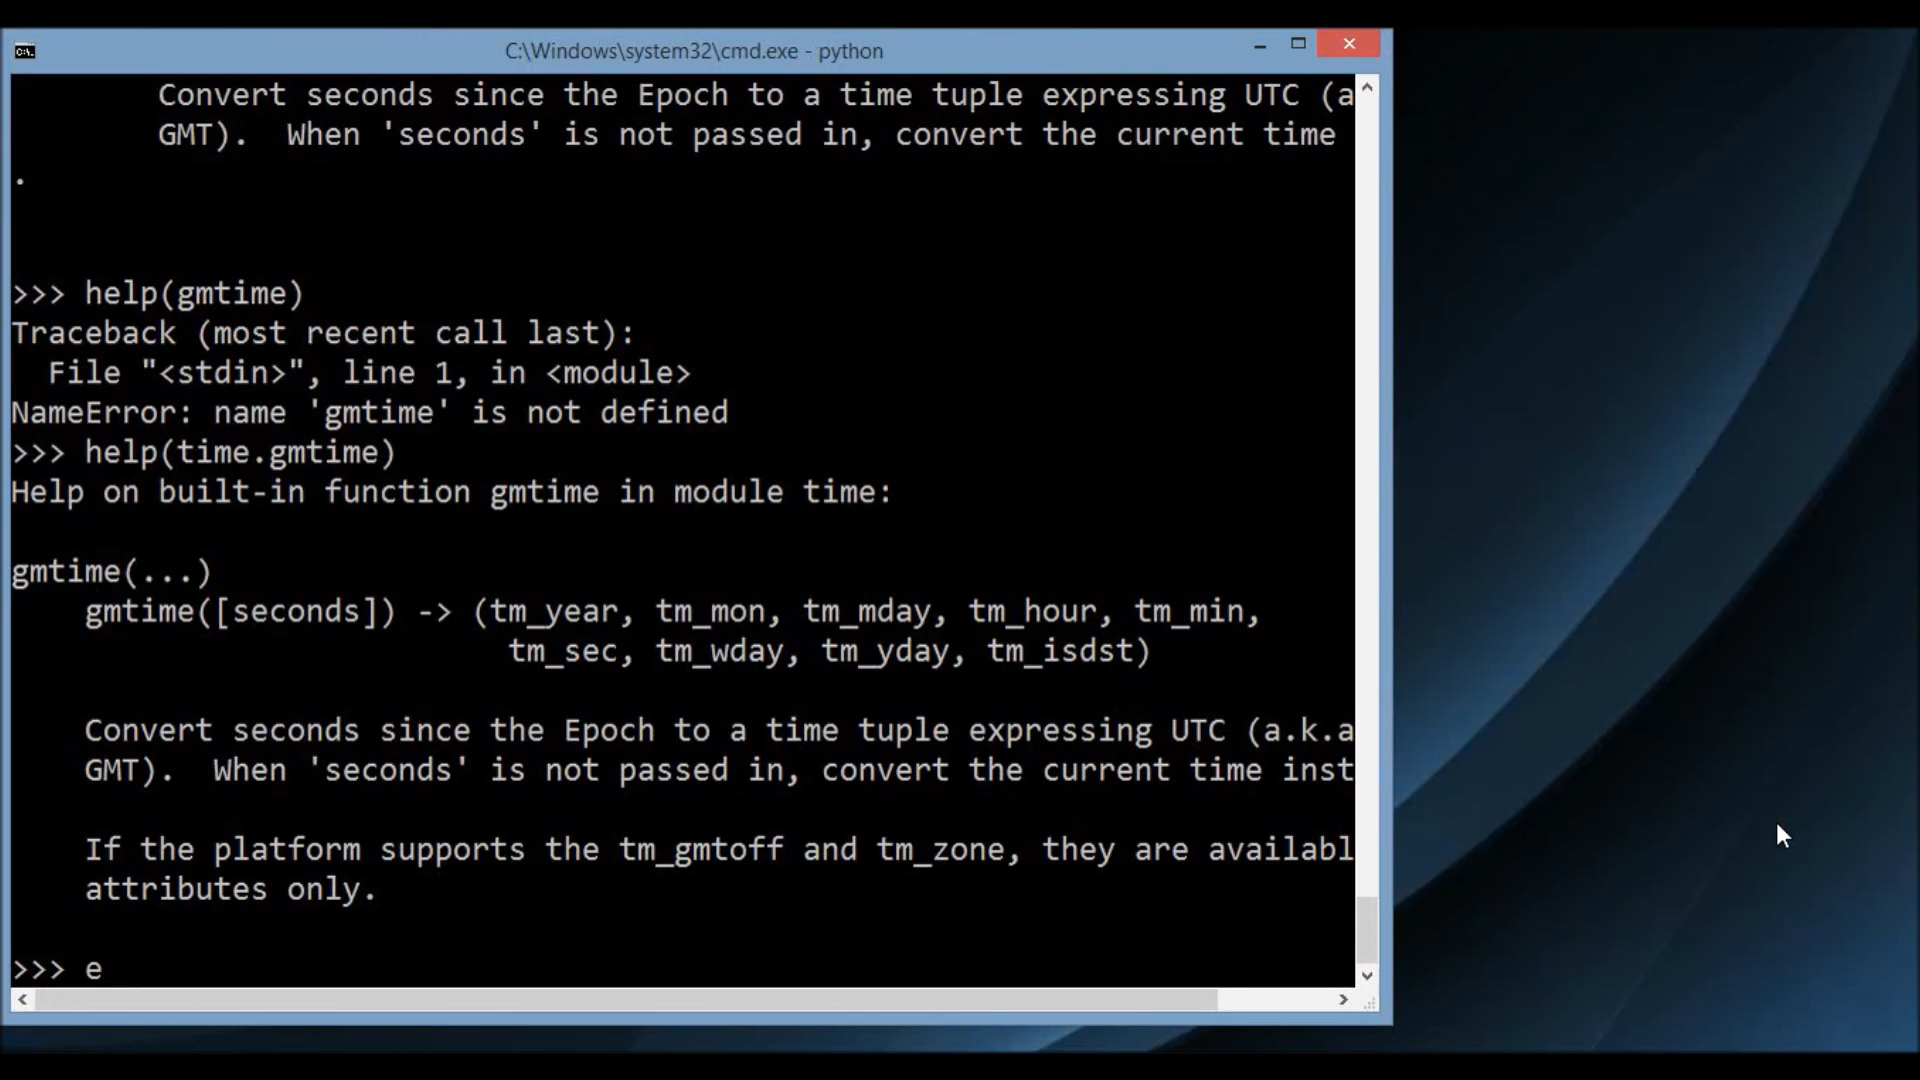 C:\Windows\system32\cmd.exe - python
Convert seconds since the Epoch to a time tuple expressing UTC (a
GMT).  When 'seconds' is not passed in, convert the current time
.
>>> help(gmtime)
Traceback (most recent call last):
  File "<stdin>", line 1, in <module>
NameError: name 'gmtime' is not defined
>>> help(time.gmtime)
Help on built-in function gmtime in module time:
gmtime(...)
    gmtime([seconds]) -> (tm_year, tm_mon, tm_mday, tm_hour, tm_min,
                           tm_sec, tm_wday, tm_yday, tm_isdst)
    Convert seconds since the Epoch to a time tuple expressing UTC (a.k.a
    GMT).  When 'seconds' is not passed in, convert the current time inst
    If the platform supports the tm_gmtoff and tm_zone, they are availabl
    attributes only.
>>> e